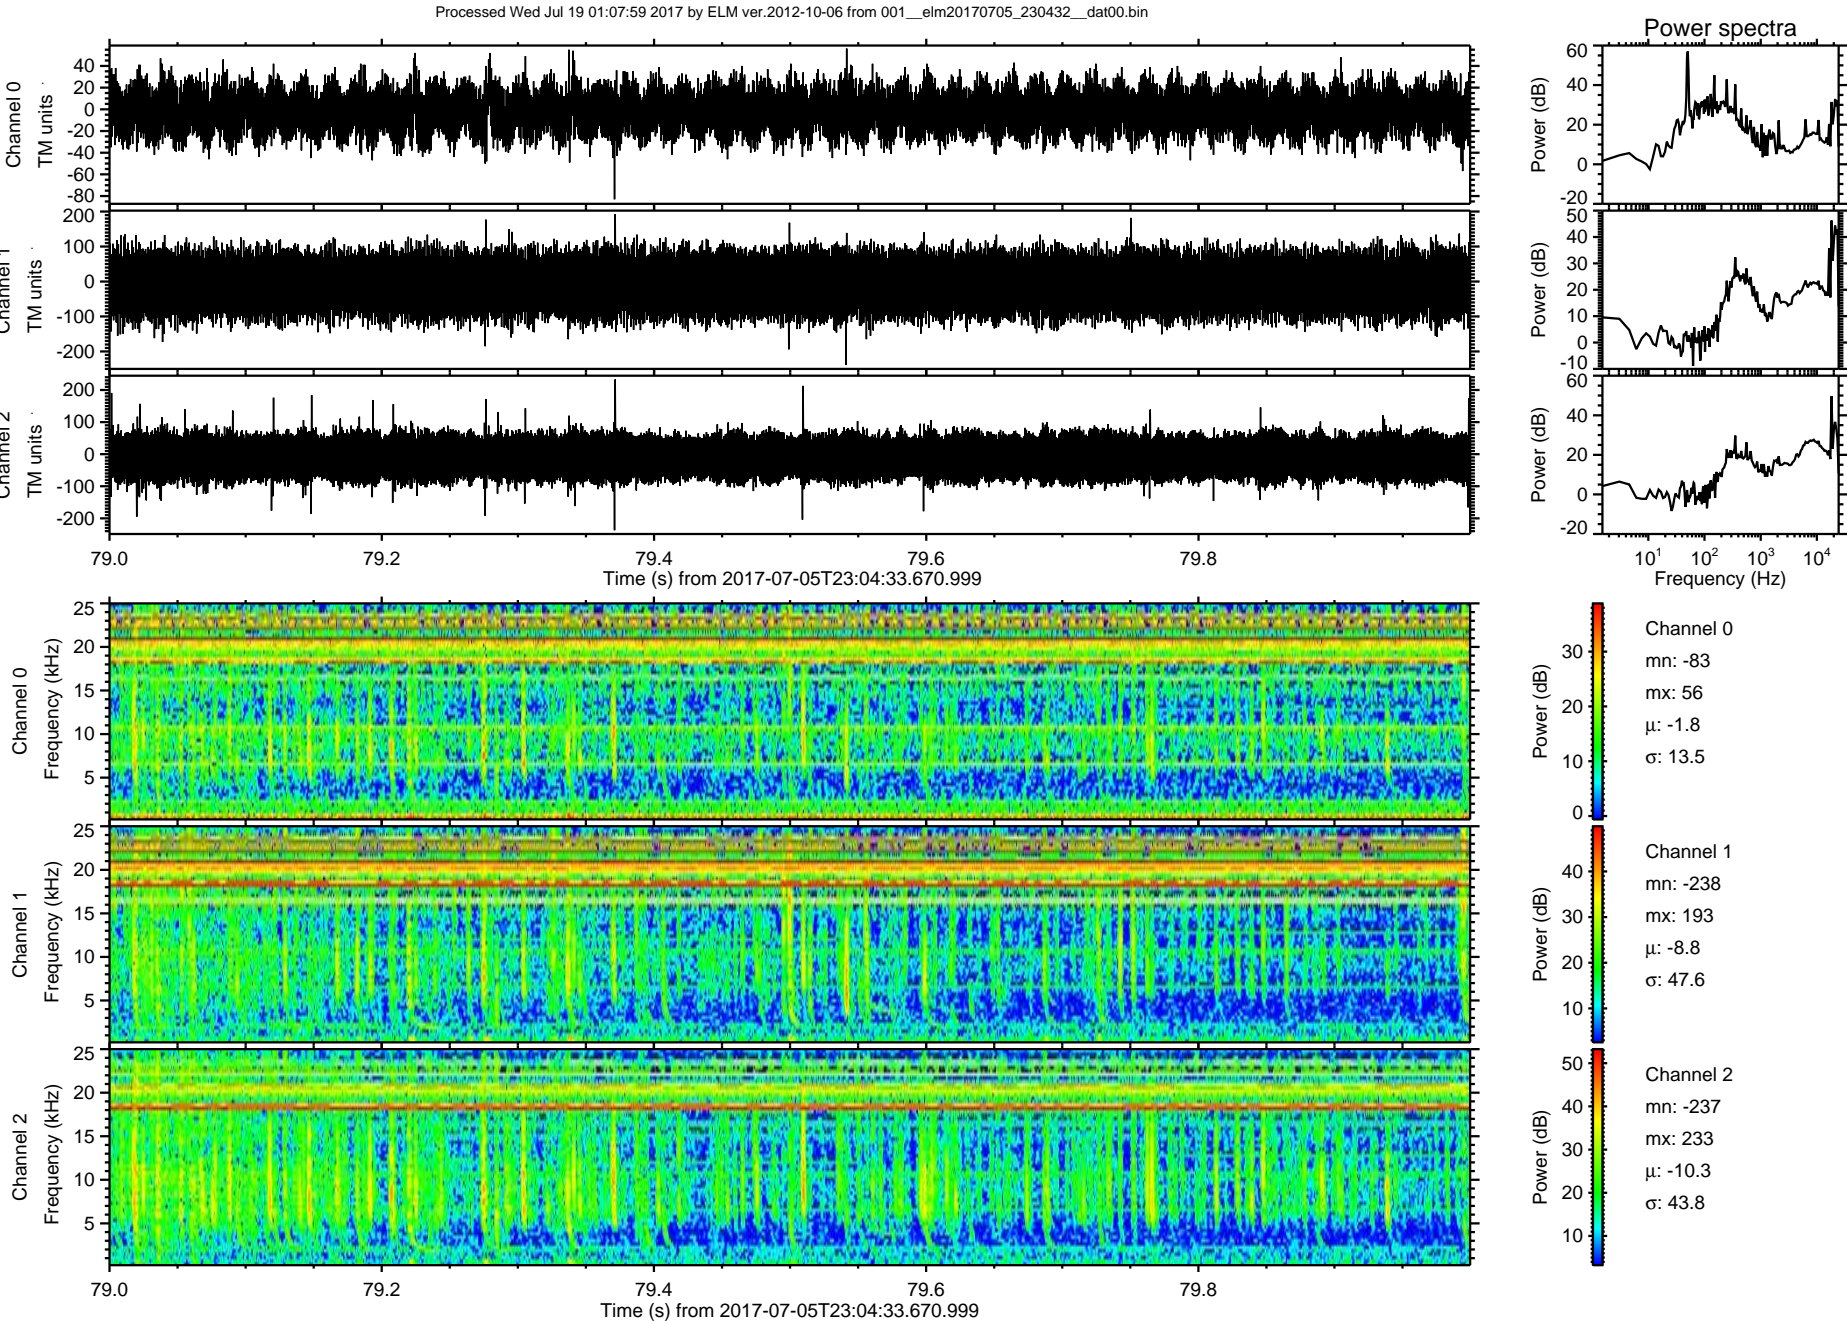 Processed Wed Jul 19 01:07:59 2017 by ELM ver.2012-10-06 from 001__elm20170705_230432__dat00.bin
Power spectra
Channel 0
TM units
40
20
0
-20
-40
-60
-80
Power (dB)
60
40
20
0
-20
Channel 1
TM units
200
100
0
-100
-200
Power (dB)
50
40
30
20
10
0
-10
Channel 2
TM units
200
100
0
-100
-200
Power (dB)
60
40
20
0
-20
79.0 79.2 79.4 79.6 79.8
Time (s) from 2017-07-05T23:04:33.670.999
10¹ 10² 10³ 10⁴
Frequency (Hz)
Channel 0
Frequency (kHz)
25
20
15
10
5
Power (dB)
30
20
10
0
Channel 0
mn: -83
mx: 56
μ: -1.8
σ: 13.5
Channel 1
Frequency (kHz)
25
20
15
10
5
Power (dB)
40
30
20
10
Channel 1
mn: -238
mx: 193
μ: -8.8
σ: 47.6
Channel 2
Frequency (kHz)
25
20
15
10
5
Power (dB)
50
40
30
20
10
Channel 2
mn: -237
mx: 233
μ: -10.3
σ: 43.8
79.0 79.2 79.4 79.6 79.8
Time (s) from 2017-07-05T23:04:33.670.999